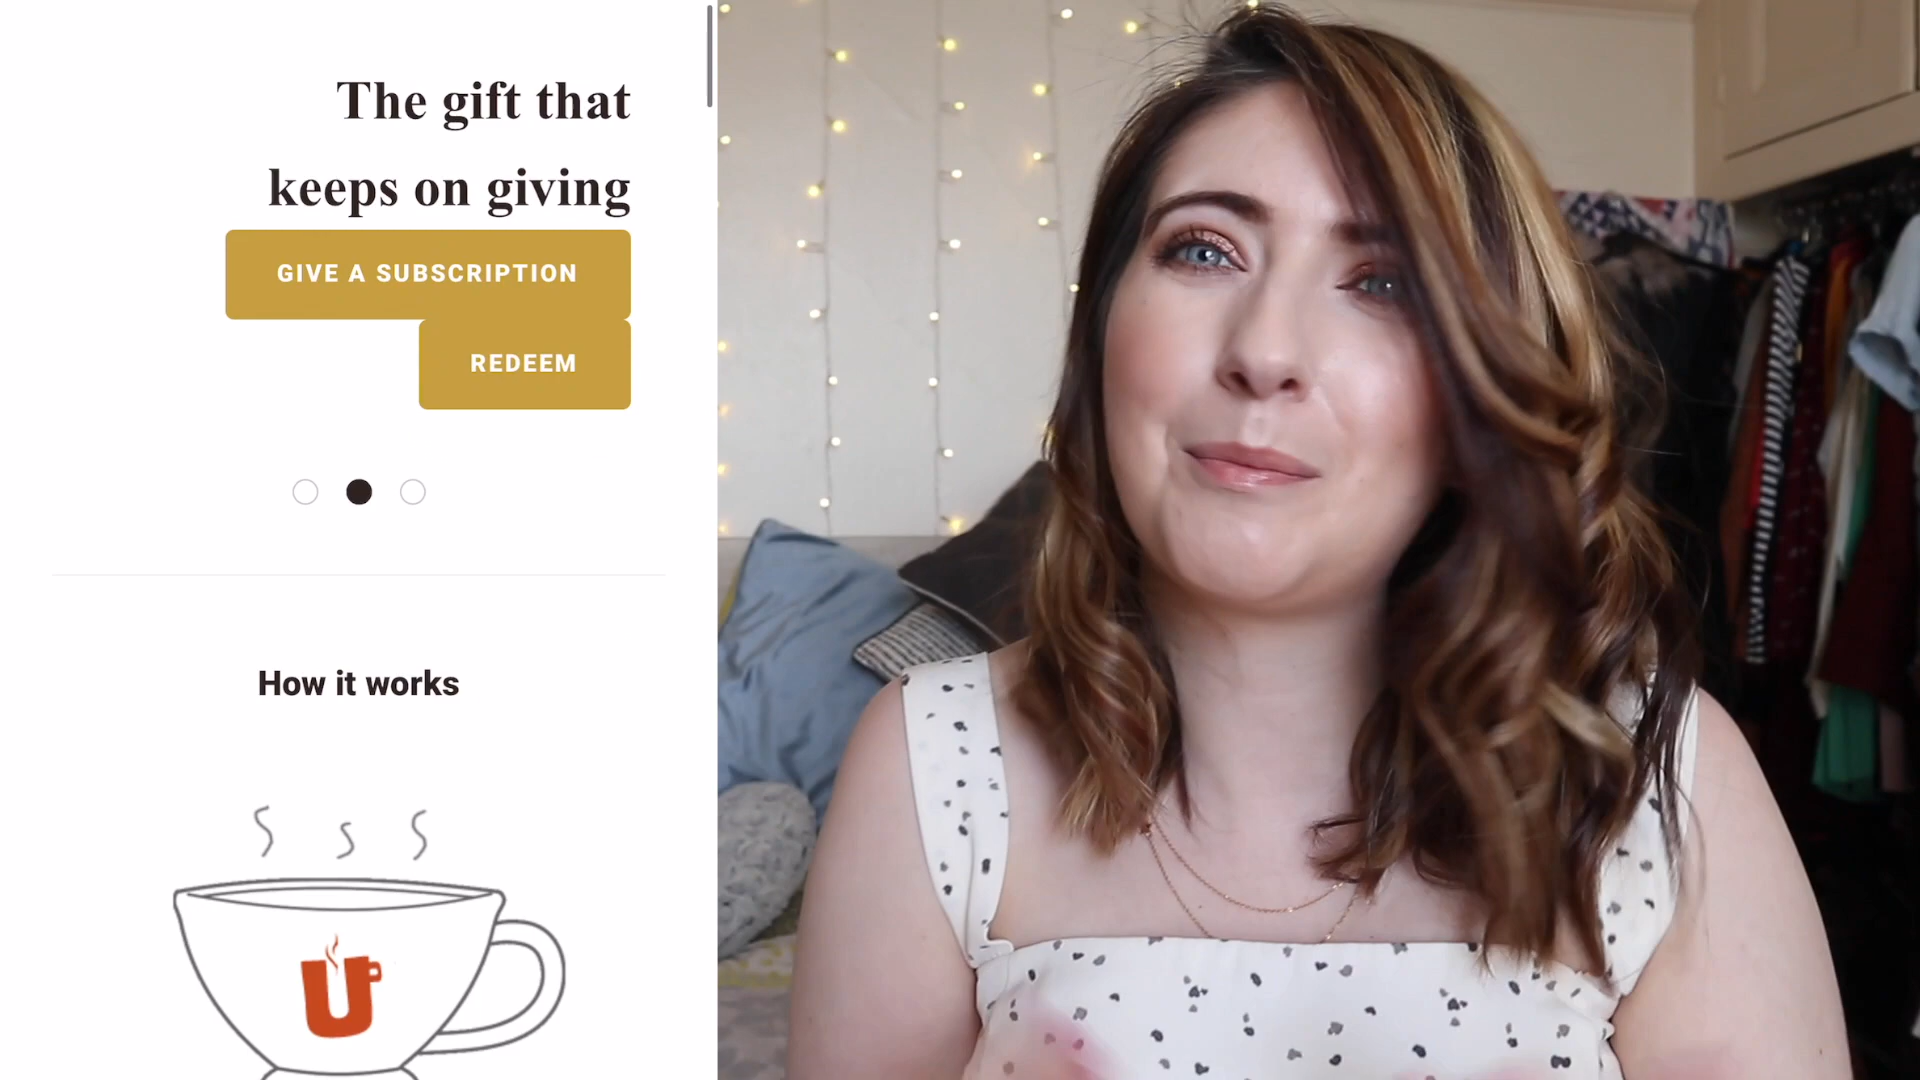 The gift that
keeps on giving
GIVE A SUBSCRIPTION
REDEEM
How it works
U